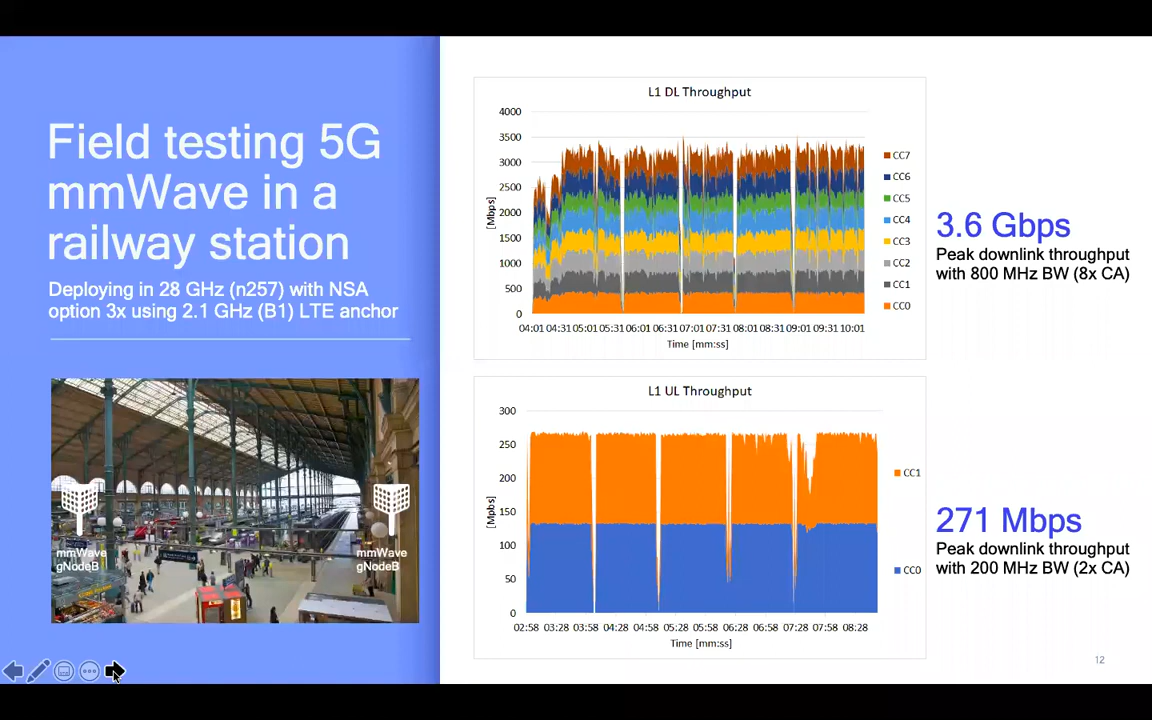 Field testing 5G
mmWave in a
railway station
Deploying in 28 GHz (n257) with NSA
option 3x using 2.1 GHz (B1) LTE anchor
mmWave
gNodeB
mmWave
gNodeB
L1 DL Throughput
4000
3500
3000
2500
2000
1500
1000
500
0
[Mbps]
04:01 04:31 05:01 05:31 06:01 06:31 07:01 07:31 08:01 08:31 09:01 09:31 10:01
Time [mm:ss]
CC7
CC6
CC5
CC4
CC3
CC2
CC1
CC0
3.6 Gbps
Peak downlink throughput
with 800 MHz BW (8x CA)
L1 UL Throughput
300
250
200
150
100
50
0
[Mpbs]
02:58 03:28 03:58 04:28 04:58 05:28 05:58 06:28 06:58 07:28 07:58 08:28
Time [mm:ss]
CC1
CC0
271 Mbps
Peak downlink throughput
with 200 MHz BW (2x CA)
12